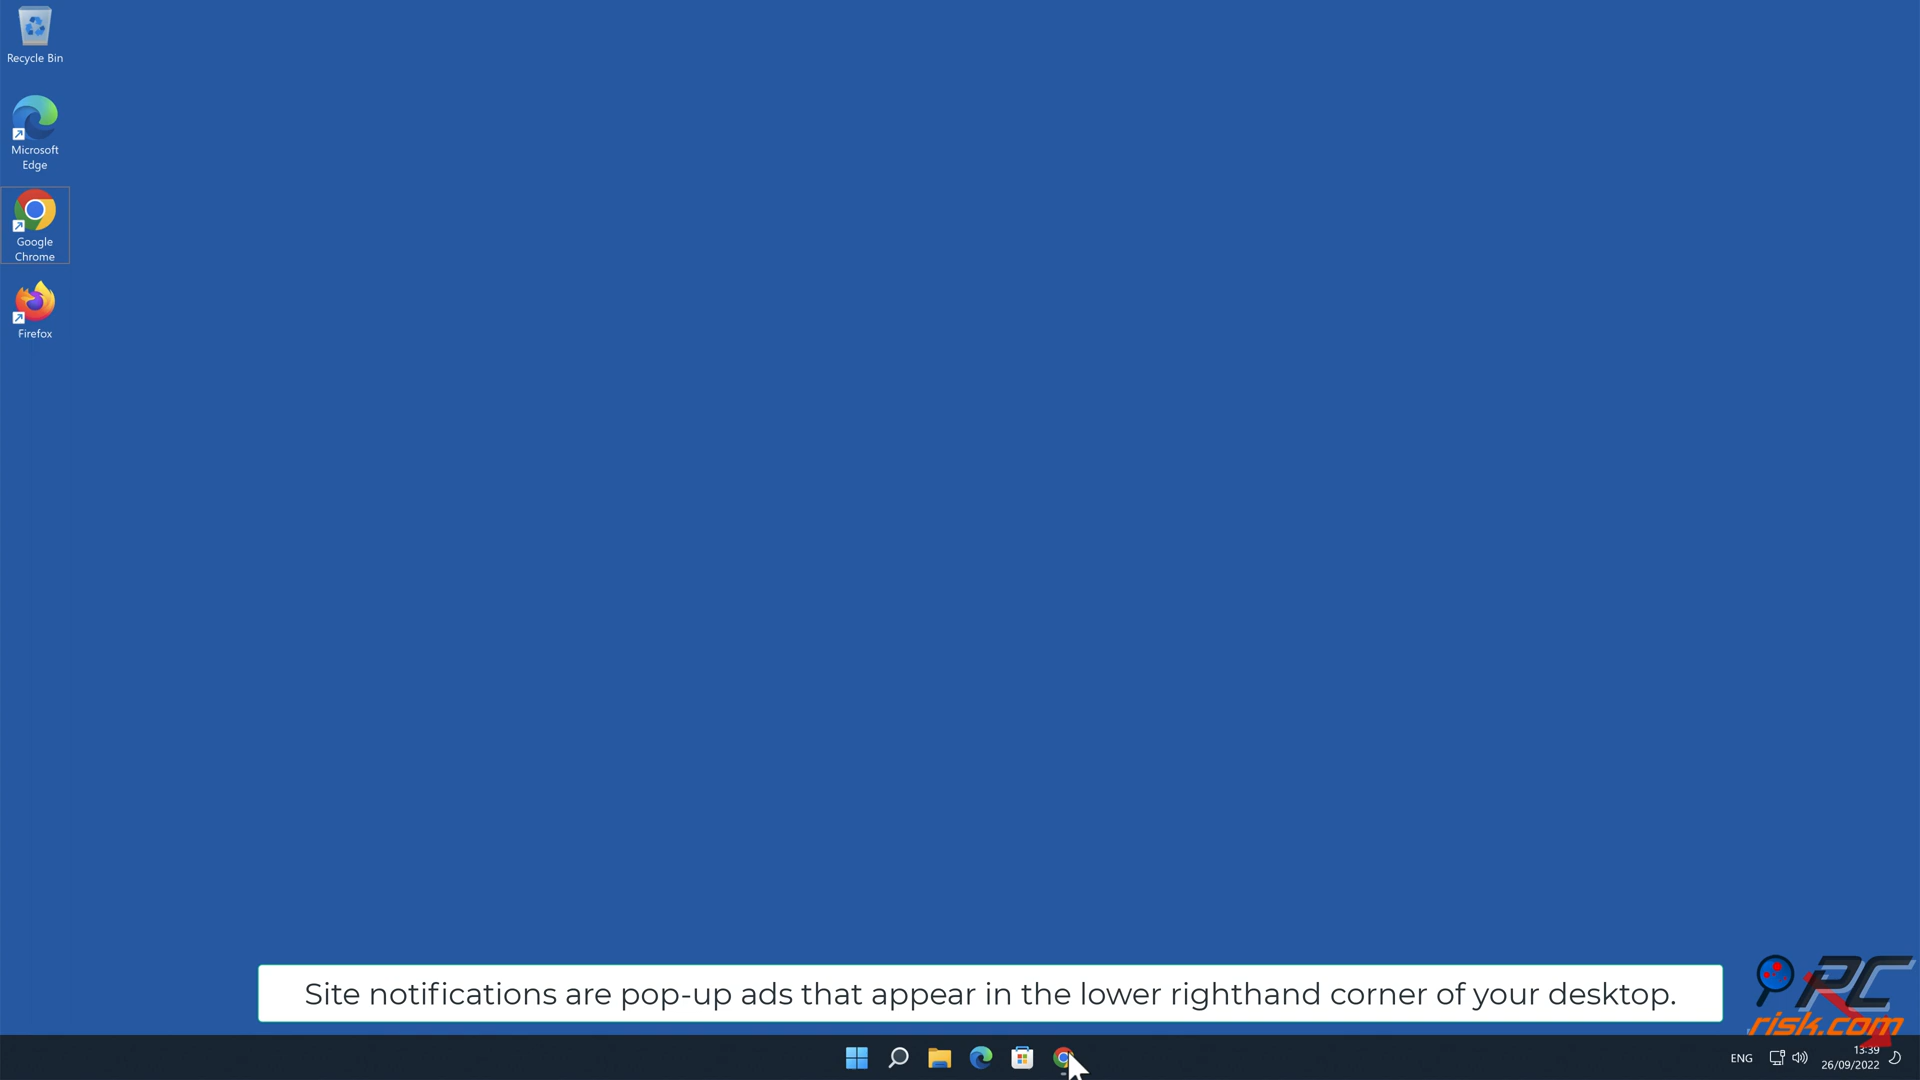 Recycle Bin
Microsoft
Edge
Google
Chrome
Firefox
Site notifications are pop-up ads that appear in the lower righthand corner of your desktop.
PC
risk.com
ENG
13:39
26/09/2022